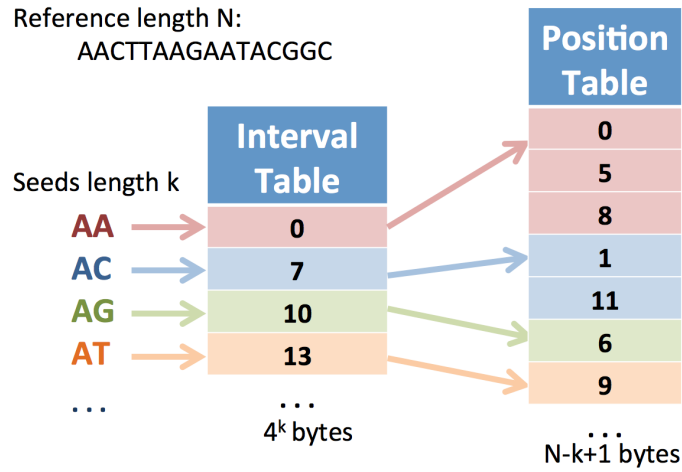 Reference length N:
AACTTAAGAATACGGC
Seeds length k
AA
AC
AG
AT
...
Interval
Table
0
7
10
13
...
4ᵏ bytes
Position
Table
0
5
8
1
11
6
9
...
N-k+1 bytes